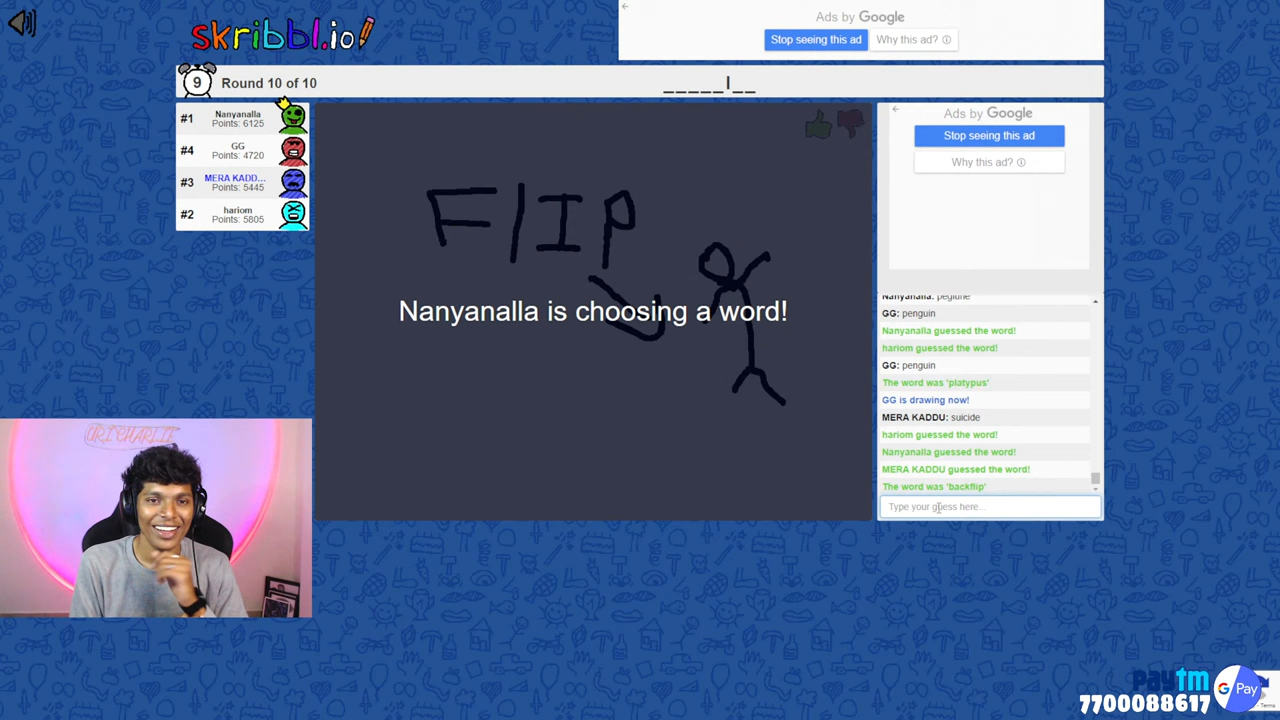 skribbl.io
Ads by Google
Stop seeing this ad
Why this ad?
9
Round 10 of 10
_____l__
#1
Nanyanalla
Points: 6125
#4
GG
Points: 4720
#3
MERA KADD...
Points: 5445
#2
hariom
Points: 5805
FlIP
Nanyanalla is choosing a word!
Ads by Google
Stop seeing this ad
Why this ad?
GG: penguin
Nanyanalla guessed the word!
hariom guessed the word!
GG: penguin
The word was 'platypus'
GG is drawing now!
MERA KADDU: suicide
hariom guessed the word!
Nanyanalla guessed the word!
MERA KADDU guessed the word!
The word was 'backflip'
Type your guess here...
paytm
7700088617
G Pay
Terms